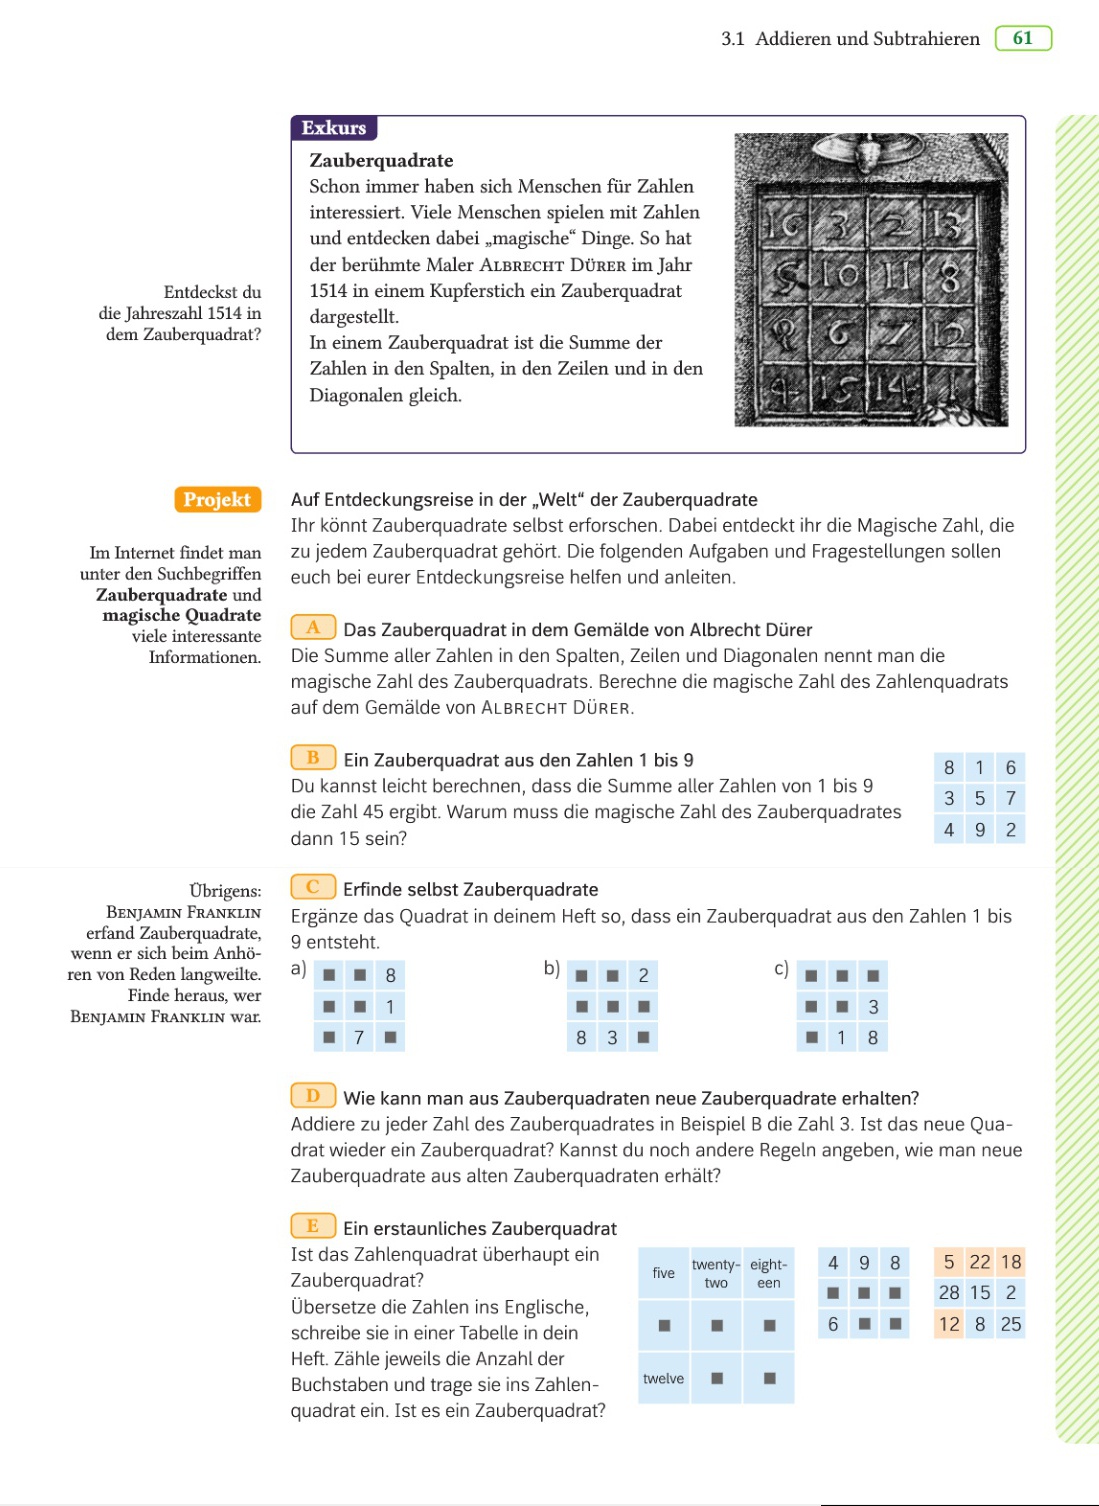 3.1 Addieren und Subtrahieren 61
Exkurs
Zauberquadrate
Schon immer haben sich Menschen für Zahlen
interessiert. Viele Menschen spielen mit Zahlen
und entdecken dabei „magische“ Dinge. So hat
der berühmte Maler ALBRECHT DÜRER im Jahr
1514 in einem Kupferstich ein Zauberquadrat
dargestellt.
In einem Zauberquadrat ist die Summe der
Zahlen in den Spalten, in den Zeilen und in den
Diagonalen gleich.
16 3 2 13
5 10 11 8
9 6 7 12
4 15 14 1
Entdeckst du
die Jahreszahl 1514 in
dem Zauberquadrat?
Projekt
Im Internet findet man
unter den Suchbegriffen
Zauberquadrate und
magische Quadrate
viele interessante
Informationen.
Auf Entdeckungsreise in der „Welt“ der Zauberquadrate
Ihr könnt Zauberquadrate selbst erforschen. Dabei entdeckt ihr die Magische Zahl, die
zu jedem Zauberquadrat gehört. Die folgenden Aufgaben und Fragestellungen sollen
euch bei eurer Entdeckungsreise helfen und anleiten.
A Das Zauberquadrat in dem Gemälde von Albrecht Dürer
Die Summe aller Zahlen in den Spalten, Zeilen und Diagonalen nennt man die
magische Zahl des Zauberquadrats. Berechne die magische Zahl des Zahlenquadrats
auf dem Gemälde von ALBRECHT DÜRER.
B Ein Zauberquadrat aus den Zahlen 1 bis 9
Du kannst leicht berechnen, dass die Summe aller Zahlen von 1 bis 9
die Zahl 45 ergibt. Warum muss die magische Zahl des Zauberquadrates
dann 15 sein?
8 1 6
3 5 7
4 9 2
Übrigens:
BENJAMIN FRANKLIN
erfand Zauberquadrate,
wenn er sich beim Anhö-
ren von Reden langweilte.
Finde heraus, wer
BENJAMIN FRANKLIN war.
C Erfinde selbst Zauberquadrate
Ergänze das Quadrat in deinem Heft so, dass ein Zauberquadrat aus den Zahlen 1 bis
9 entsteht.
a) ■ ■ 8
■ ■ 1
■ 7 ■
b) ■ ■ 2
■ ■ ■
8 3 ■
c) ■ ■ ■
■ ■ 3
■ 1 8
D Wie kann man aus Zauberquadraten neue Zauberquadrate erhalten?
Addiere zu jeder Zahl des Zauberquadrates in Beispiel B die Zahl 3. Ist das neue Qua-
drat wieder ein Zauberquadrat? Kannst du noch andere Regeln angeben, wie man neue
Zauberquadrate aus alten Zauberquadraten erhält?
E Ein erstaunliches Zauberquadrat
Ist das Zahlenquadrat überhaupt ein
Zauberquadrat?
Übersetze die Zahlen ins Englische,
schreibe sie in einer Tabelle in dein
Heft. Zähle jeweils die Anzahl der
Buchstaben und trage sie ins Zahlen-
quadrat ein. Ist es ein Zauberquadrat?
five twenty- eight-
two een
■ ■ ■
twelve ■ ■
4 9 8
■ ■ ■
6 ■ ■
5 22 18
28 15 2
12 8 25